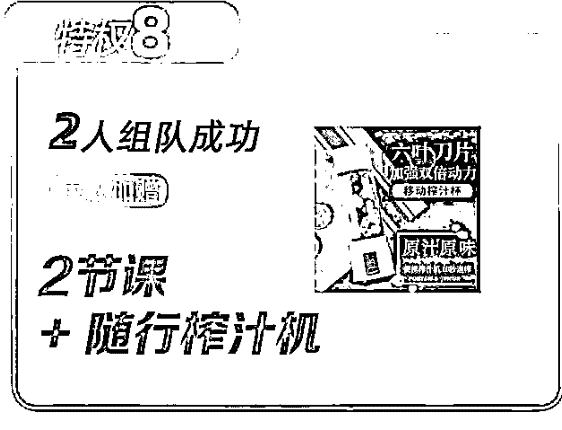 特权8
2人组队成功
加赠
2节课
+ 随行榨汁机
六叶刀片
加强双倍动力
移动榨汁杯
原汁原味